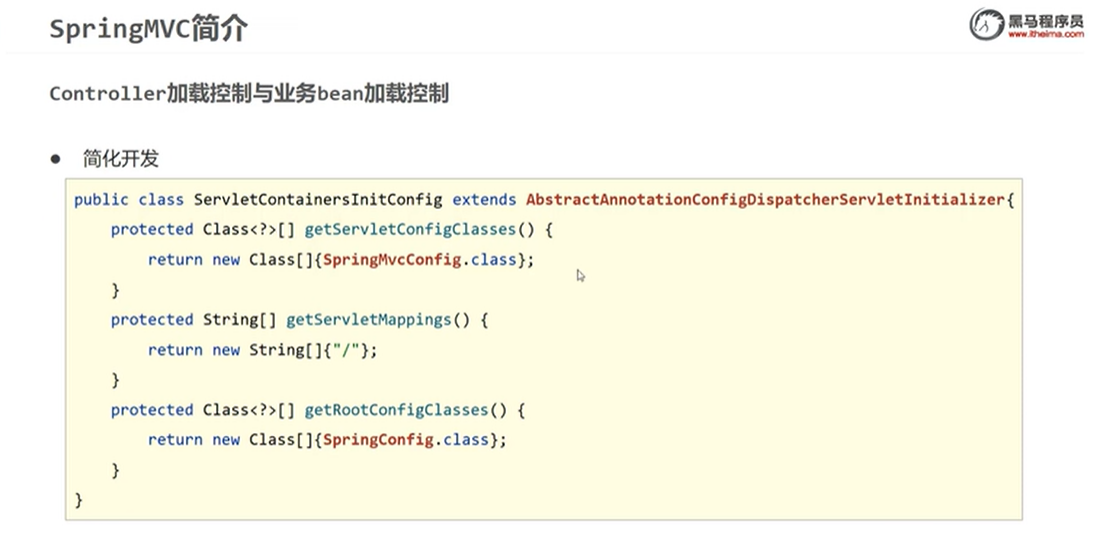 SpringMVC简介
黑马程序员
www.itheima.com
Controller加载控制与业务bean加载控制
● 简化开发
public class ServletContainersInitConfig extends AbstractAnnotationConfigDispatcherServletInitializer{
    protected Class<?>[] getServletConfigClasses() {
        return new Class[]{SpringMvcConfig.class};
    }
    protected String[] getServletMappings() {
        return new String[]{"/"};
    }
    protected Class<?>[] getRootConfigClasses() {
        return new Class[]{SpringConfig.class};
    }
}